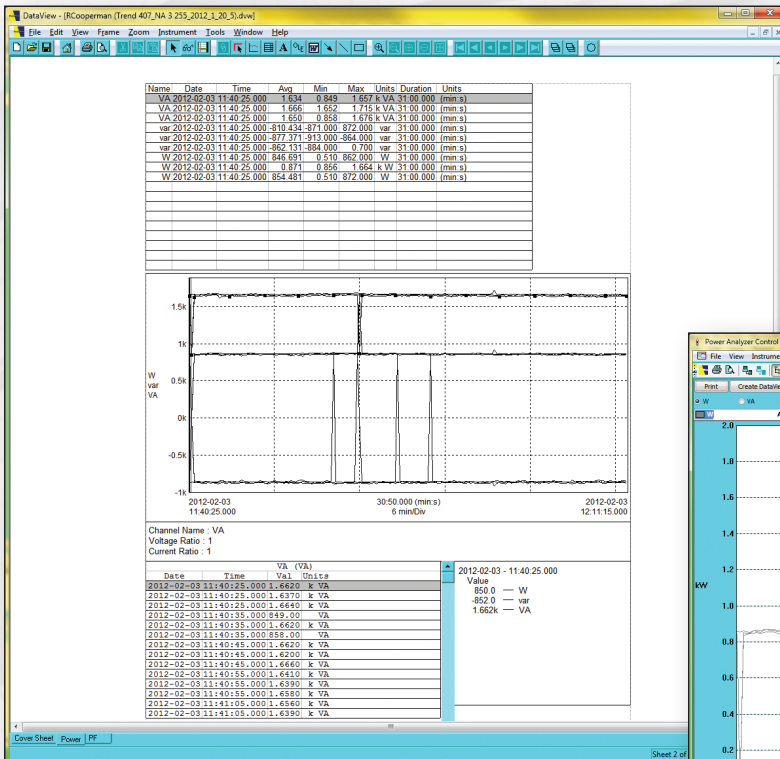 DataView - [RCooperman (Trend 407_NA 3 255_2012_1_20_5).dvw]
File Edit View Frame Zoom Instrument Tools Window Help
Name Date Time Avg Min Max Units Duration Units
VA 2012-02-03 11:40:25.000 1.634 0.849 1.657 k VA 31:00.000 (min:s)
VA 2012-02-03 11:40:25.000 1.666 1.652 1.715 k VA 31:00.000 (min:s)
VA 2012-02-03 11:40:25.000 1.650 0.858 1.676 k VA 31:00.000 (min:s)
var 2012-02-03 11:40:25.000 -810.434 -871.000 872.000 var 31:00.000 (min:s)
var 2012-02-03 11:40:25.000 -877.371 -913.000 -864.000 var 31:00.000 (min:s)
var 2012-02-03 11:40:25.000 -862.131 -884.000 0.700 var 31:00.000 (min:s)
W 2012-02-03 11:40:25.000 846.691 0.510 862.000 W 31:00.000 (min:s)
W 2012-02-03 11:40:25.000 0.871 0.856 1.664 k W 31:00.000 (min:s)
W 2012-02-03 11:40:25.000 854.481 0.510 872.000 W 31:00.000 (min:s)
1.5k
1k
0.5k
0k
-0.5k
-1k
W
var
VA
2012-02-03 30:50.000 (min:s) 2012-02-03
11:40:25.000 6 min/Div 12:11:15.000
Channel Name : VA
Voltage Ratio : 1
Current Ratio : 1
VA (VA)
Date Time Val Units
2012-02-03 11:40:25.000 1.6620 k VA
2012-02-03 11:40:25.000 1.6370 k VA
2012-02-03 11:40:25.000 1.6640 k VA
2012-02-03 11:40:35.000 849.00 VA
2012-02-03 11:40:35.000 1.6620 k VA
2012-02-03 11:40:35.000 858.00 VA
2012-02-03 11:40:45.000 1.6620 k VA
2012-02-03 11:40:45.000 1.6200 k VA
2012-02-03 11:40:45.000 1.6660 k VA
2012-02-03 11:40:55.000 1.6410 k VA
2012-02-03 11:40:55.000 1.6390 k VA
2012-02-03 11:40:55.000 1.6580 k VA
2012-02-03 11:41:05.000 1.6560 k VA
2012-02-03 11:41:05.000 1.6390 k VA
2012-02-03 - 11:40:25.000
Value
850.0 — W
-852.0 — var
1.662k — VA
Cover Sheet Power PF
Sheet 2 of
Power Analyzer Control
File View Instrume
Print Create DataVie
W VA
W
2.0
1.8
1.6
1.4
1.2
kW
1.0
0.8
0.6
0.4
0.2